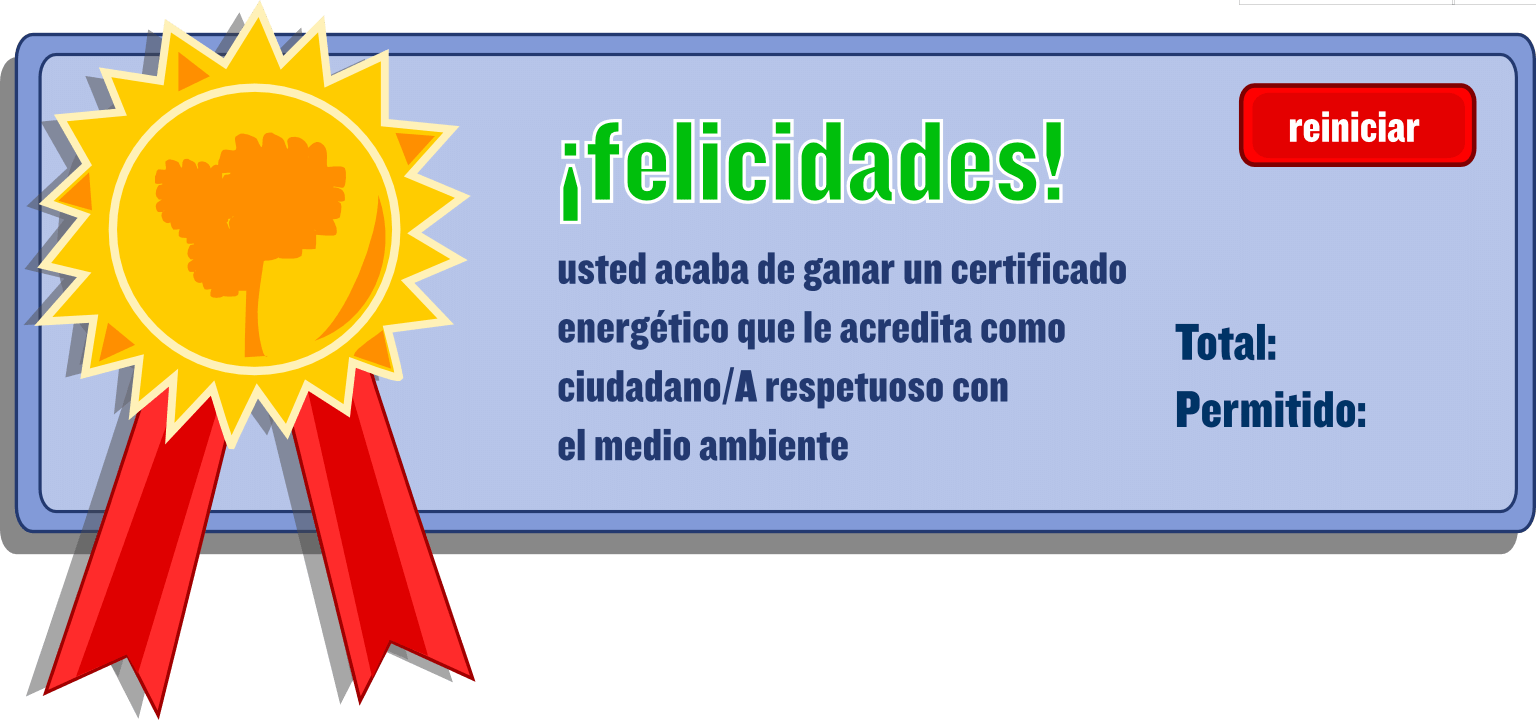 reiniciar
¡felicidades!
usted acaba de ganar un certificado
energético que le acredita como
ciudadano/A respetuoso con
el medio ambiente
Total:
Permitido: